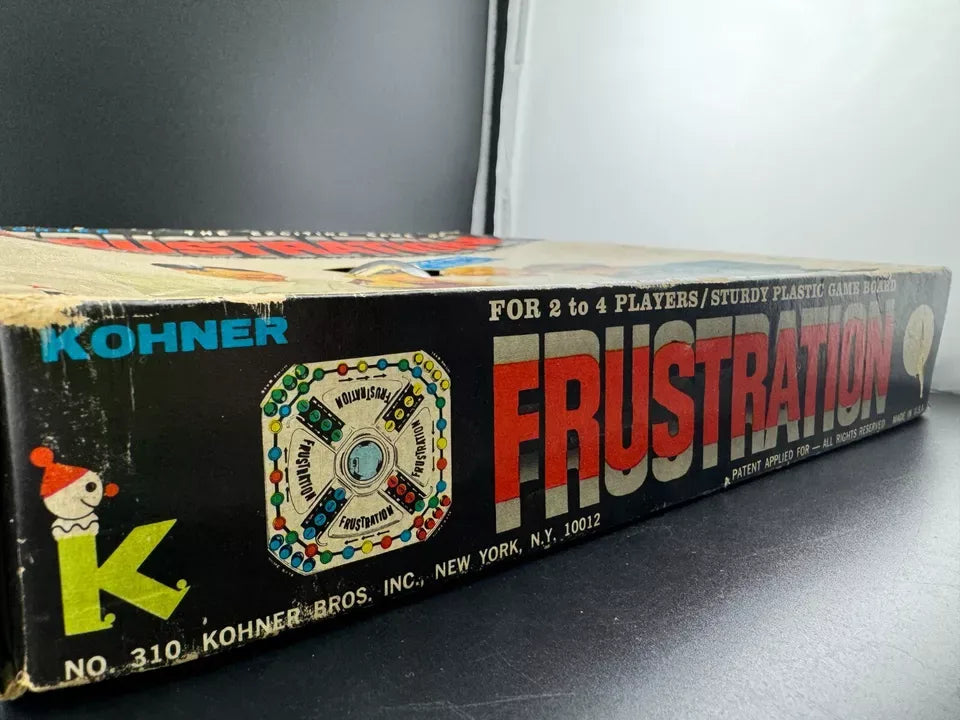 FRUSTRATION
KOHNER
FOR 2 to 4 PLAYERS/STURDY PLASTIC GAME BOARD
FRUSTRATION
FRUSTRATION
FRUSTRATION
FRUSTRATION
FRUSTRATION
PATENT APPLIED FOR — ALL RIGHTS RESERVED MADE IN U.S.A.
K
NO. 310 KOHNER BROS. INC., NEW YORK, N.Y. 10012